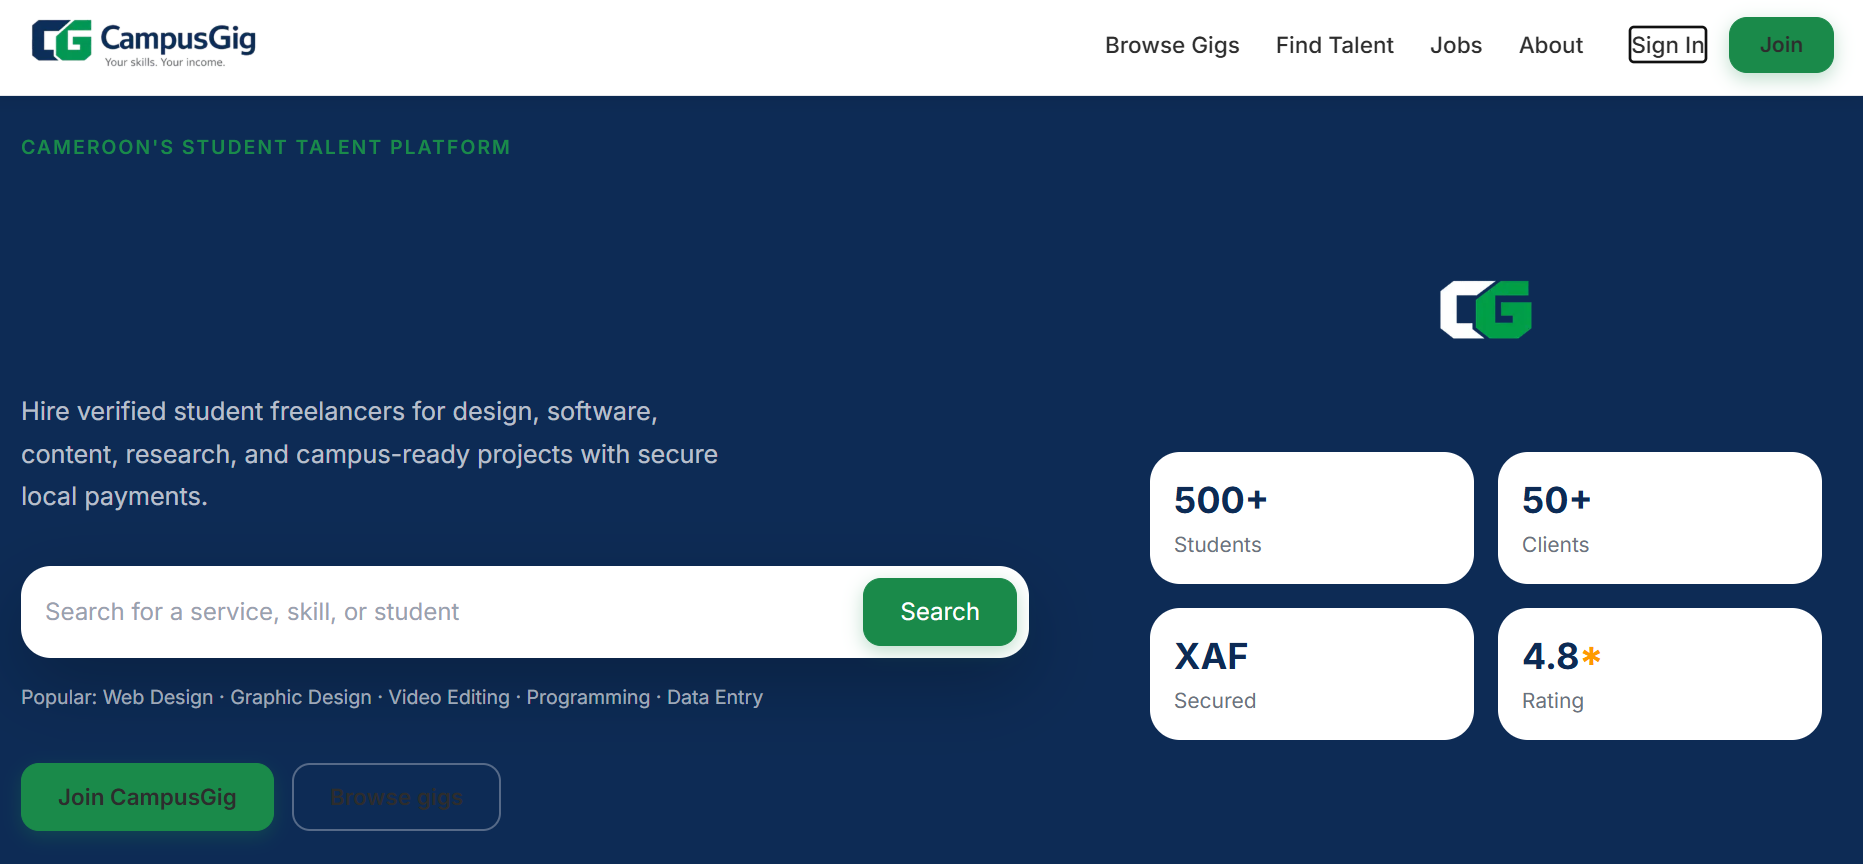 CampusGig
Your skills. Your income.
Browse Gigs
Find Talent
Jobs
About
Sign In
Join
CAMEROON'S STUDENT TALENT PLATFORM
Hire verified student freelancers for design, software,
content, research, and campus-ready projects with secure
local payments.
Search for a service, skill, or student
Search
Popular: Web Design · Graphic Design · Video Editing · Programming · Data Entry
Join CampusGig
Browse gigs
CG
500+
Students
50+
Clients
XAF
Secured
4.8*
Rating